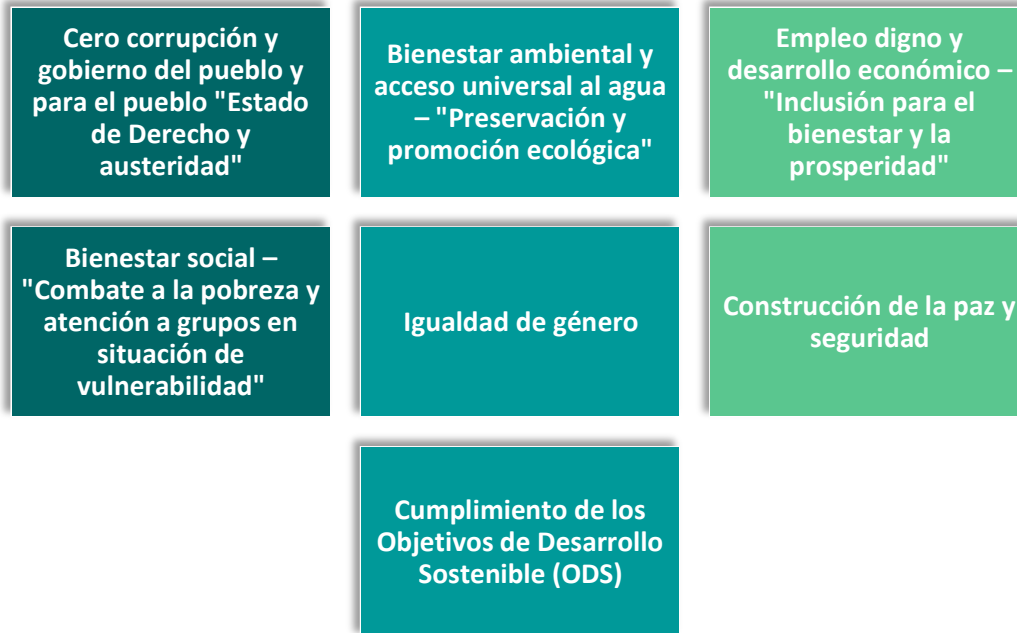 Cero corrupción y
gobierno del pueblo y
para el pueblo "Estado
de Derecho y
austeridad"
Bienestar ambiental y
acceso universal al agua
– "Preservación y
promoción ecológica"
Empleo digno y
desarrollo económico –
"Inclusión para el
bienestar y la
prosperidad"
Bienestar social –
"Combate a la pobreza y
atención a grupos en
situación de
vulnerabilidad"
Igualdad de género
Construcción de la paz y
seguridad
Cumplimiento de los
Objetivos de Desarrollo
Sostenible (ODS)